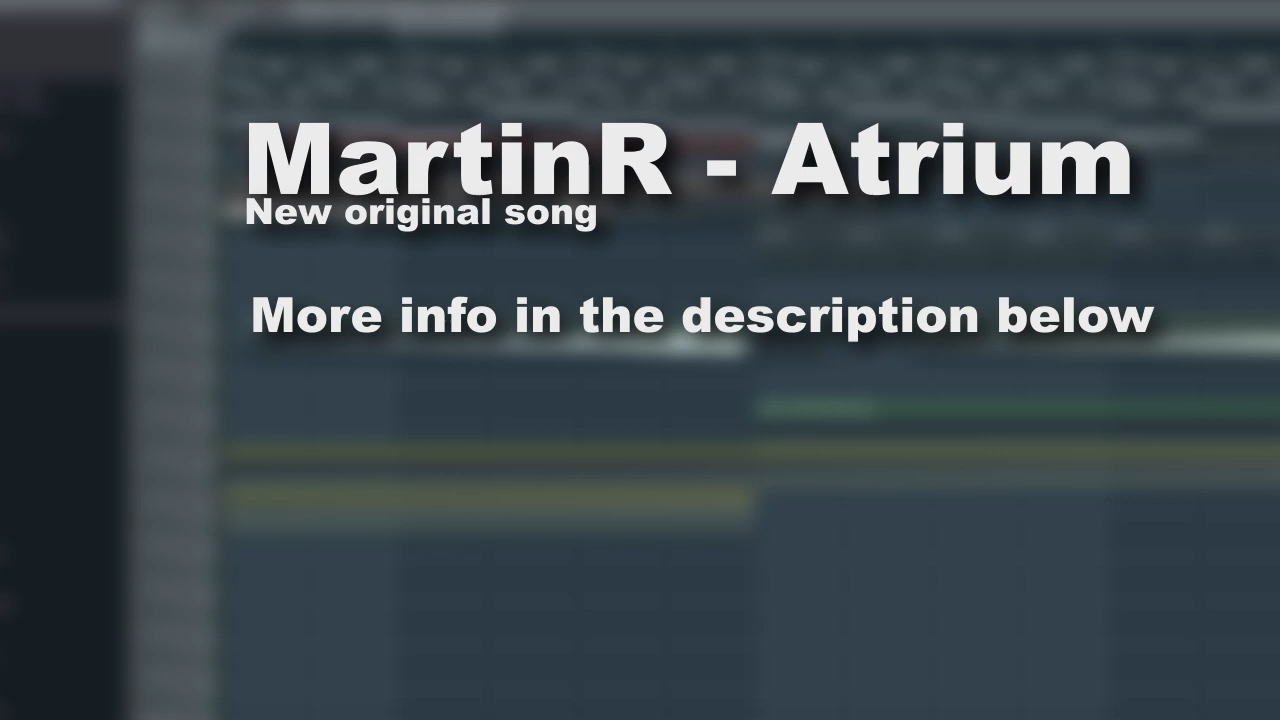 MartinR - Atrium
New original song
More info in the description below